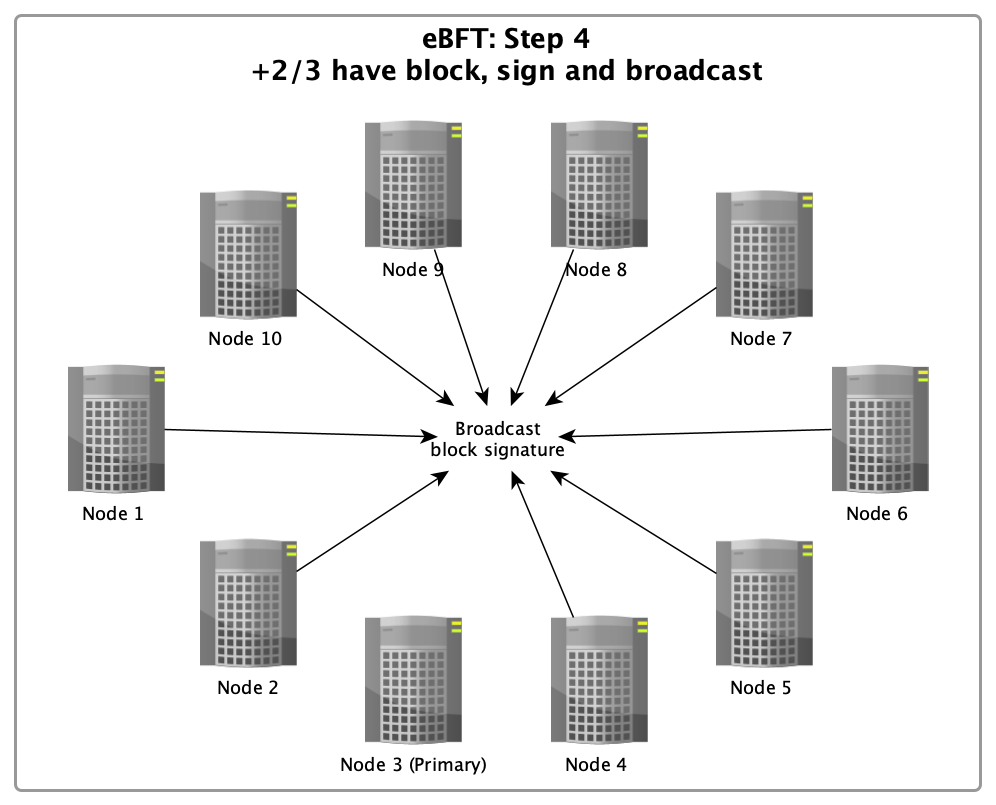 eBFT: Step 4
+2/3 have block, sign and broadcast
Node 9
Node 8
Node 10
Node 7
Broadcast
block signature
Node 1
Node 6
Node 2
Node 5
Node 3 (Primary)
Node 4